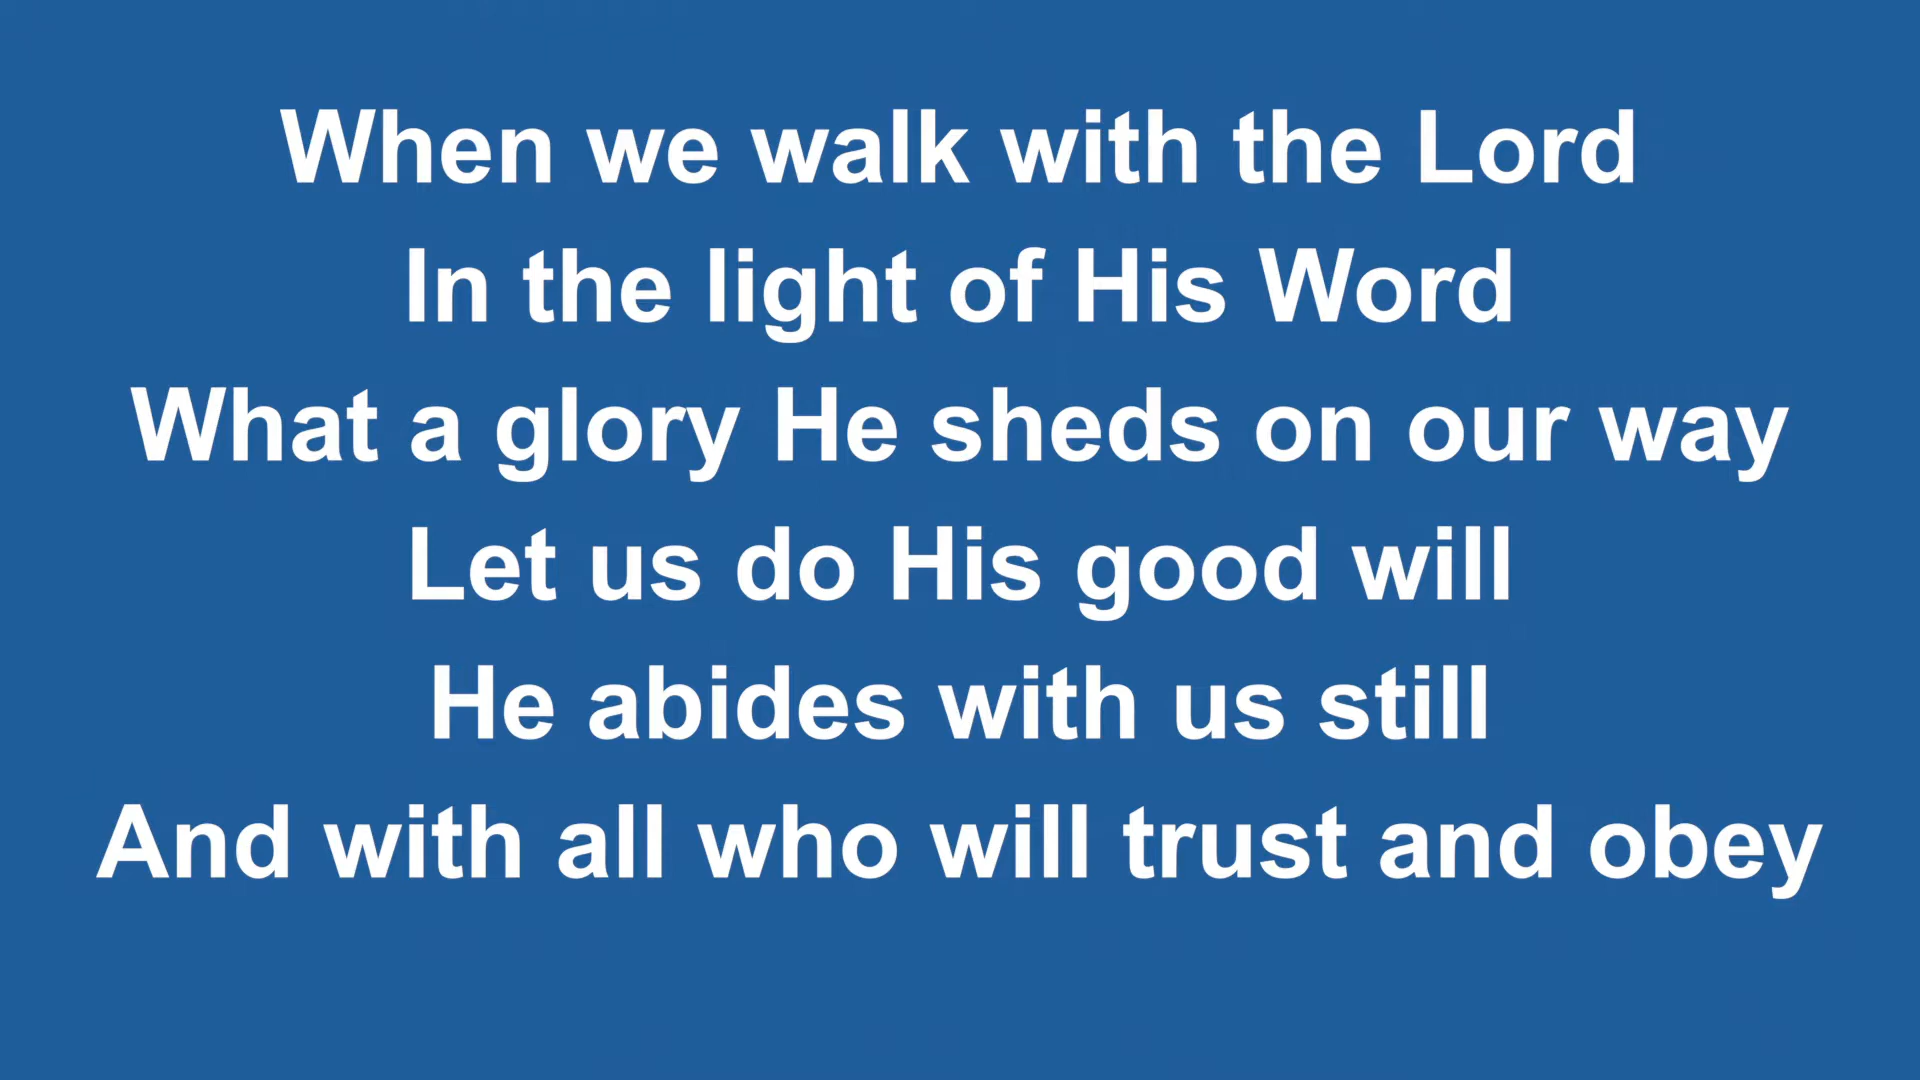 When we walk with the Lord
In the light of His Word
What a glory He sheds on our way
Let us do His good will
He abides with us still
And with all who will trust and obey